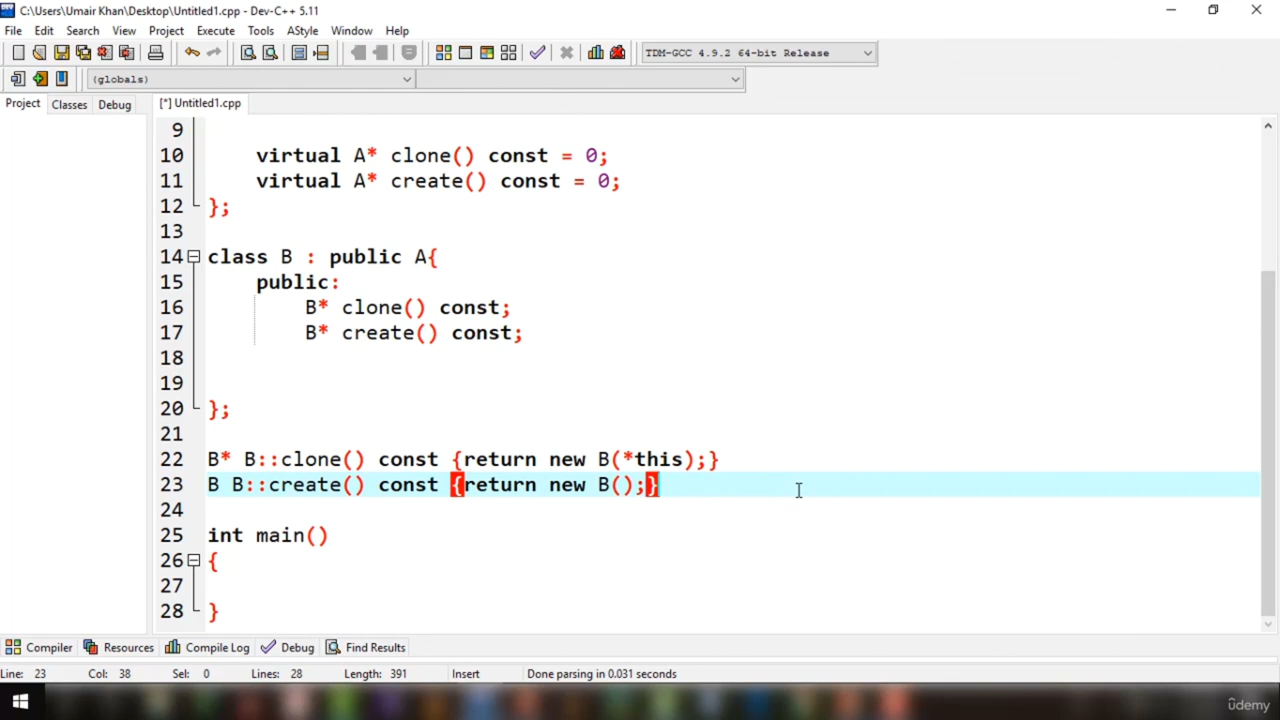 C:\Users\Umair Khan\Desktop\Untitled1.cpp - Dev-C++ 5.11
File Edit Search View Project Execute Tools AStyle Window Help
TDM-GCC 4.9.2 64-bit Release
(globals)
Project Classes Debug [*] Untitled1.cpp
9
10 virtual A* clone() const = 0;
11 virtual A* create() const = 0;
12 };
13
14 class B : public A{
15 public:
16 B* clone() const;
17 B* create() const;
18
19
20 };
21
22 B* B::clone() const {return new B(*this);}
23 B B::create() const {return new B();}
24
25 int main()
26 {
27
28 }
Compiler Resources Compile Log Debug Find Results
Line: 23 Col: 38 Sel: 0 Lines: 28 Length: 391 Insert Done parsing in 0.031 seconds
ûdemy